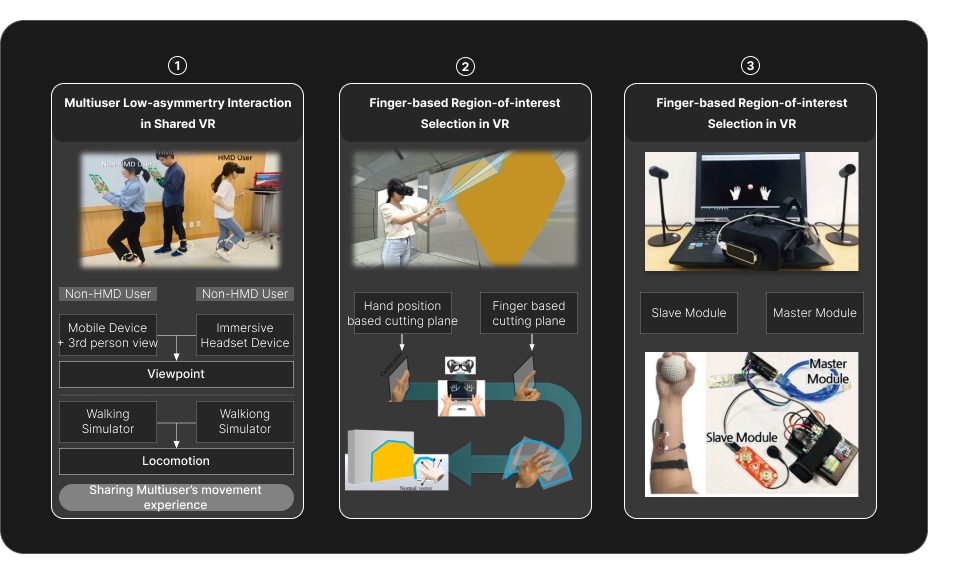 ①
Multiuser Low-asymmertry Interaction
in Shared VR
Non-HMD User
HMD User
Non-HMD User
Non-HMD User
Mobile Device
+ 3rd person view
Immersive
Headset Device
Viewpoint
Walking
Simulator
Walkiong
Simulator
Locomotion
Sharing Multiuser's movement
experience
②
Finger-based Region-of-interest
Selection in VR
Hand position
based cutting plane
Finger based
cutting plane
Normal vector
③
Finger-based Region-of-interest
Selection in VR
Slave Module
Master Module
Master
Module
Slave Module